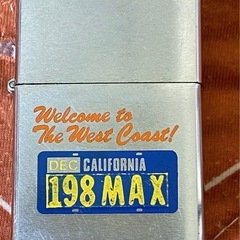 Welcome to
The West Coast!
DEC CALIFORNIA
198 MAX